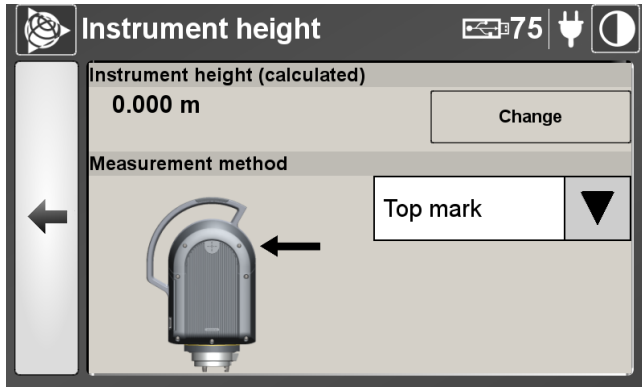 Instrument height
75
Instrument height (calculated)
0.000 m
Change
Measurement method
Top mark